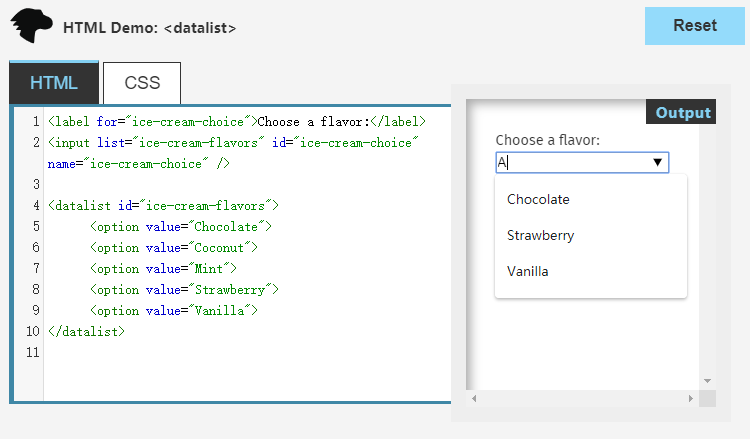 HTML Demo: <datalist>
Reset
HTML
CSS
1 <label for="ice-cream-choice">Choose a flavor:</label>
2 <input list="ice-cream-flavors" id="ice-cream-choice"
name="ice-cream-choice" />
3
4 <datalist id="ice-cream-flavors">
5 <option value="Chocolate">
6 <option value="Coconut">
7 <option value="Mint">
8 <option value="Strawberry">
9 <option value="Vanilla">
10 </datalist>
11
Output
Choose a flavor:
A
Chocolate
Strawberry
Vanilla